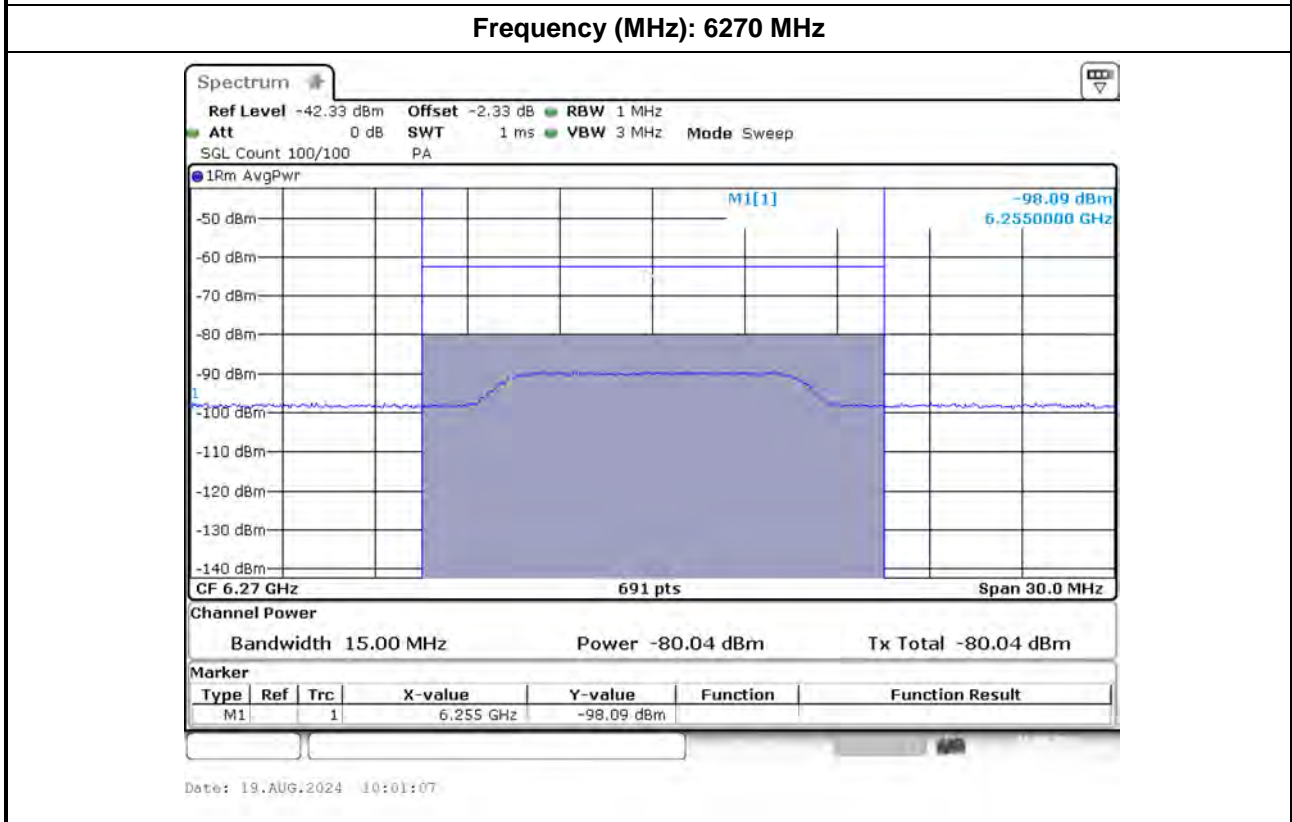 Frequency (MHz): 6270 MHz
Spectrum
Ref Level -42.33 dBm Offset -2.33 dB RBW 1 MHz
Att 0 dB SWT 1 ms VBW 3 MHz Mode Sweep
SGL Count 100/100 PA
1Rm AvgPwr
M1[1] -98.09 dBm
6.2550000 GHz
-50 dBm
-60 dBm
-70 dBm
-80 dBm
-90 dBm
1
-100 dBm
-110 dBm
-120 dBm
-130 dBm
-140 dBm
CF 6.27 GHz 691 pts Span 30.0 MHz
Channel Power
Bandwidth 15.00 MHz Power -80.04 dBm Tx Total -80.04 dBm
Marker
Type Ref Trc X-value Y-value Function Function Result
M1 1 6.255 GHz -98.09 dBm
Date: 19.AUG.2024 10:01:07